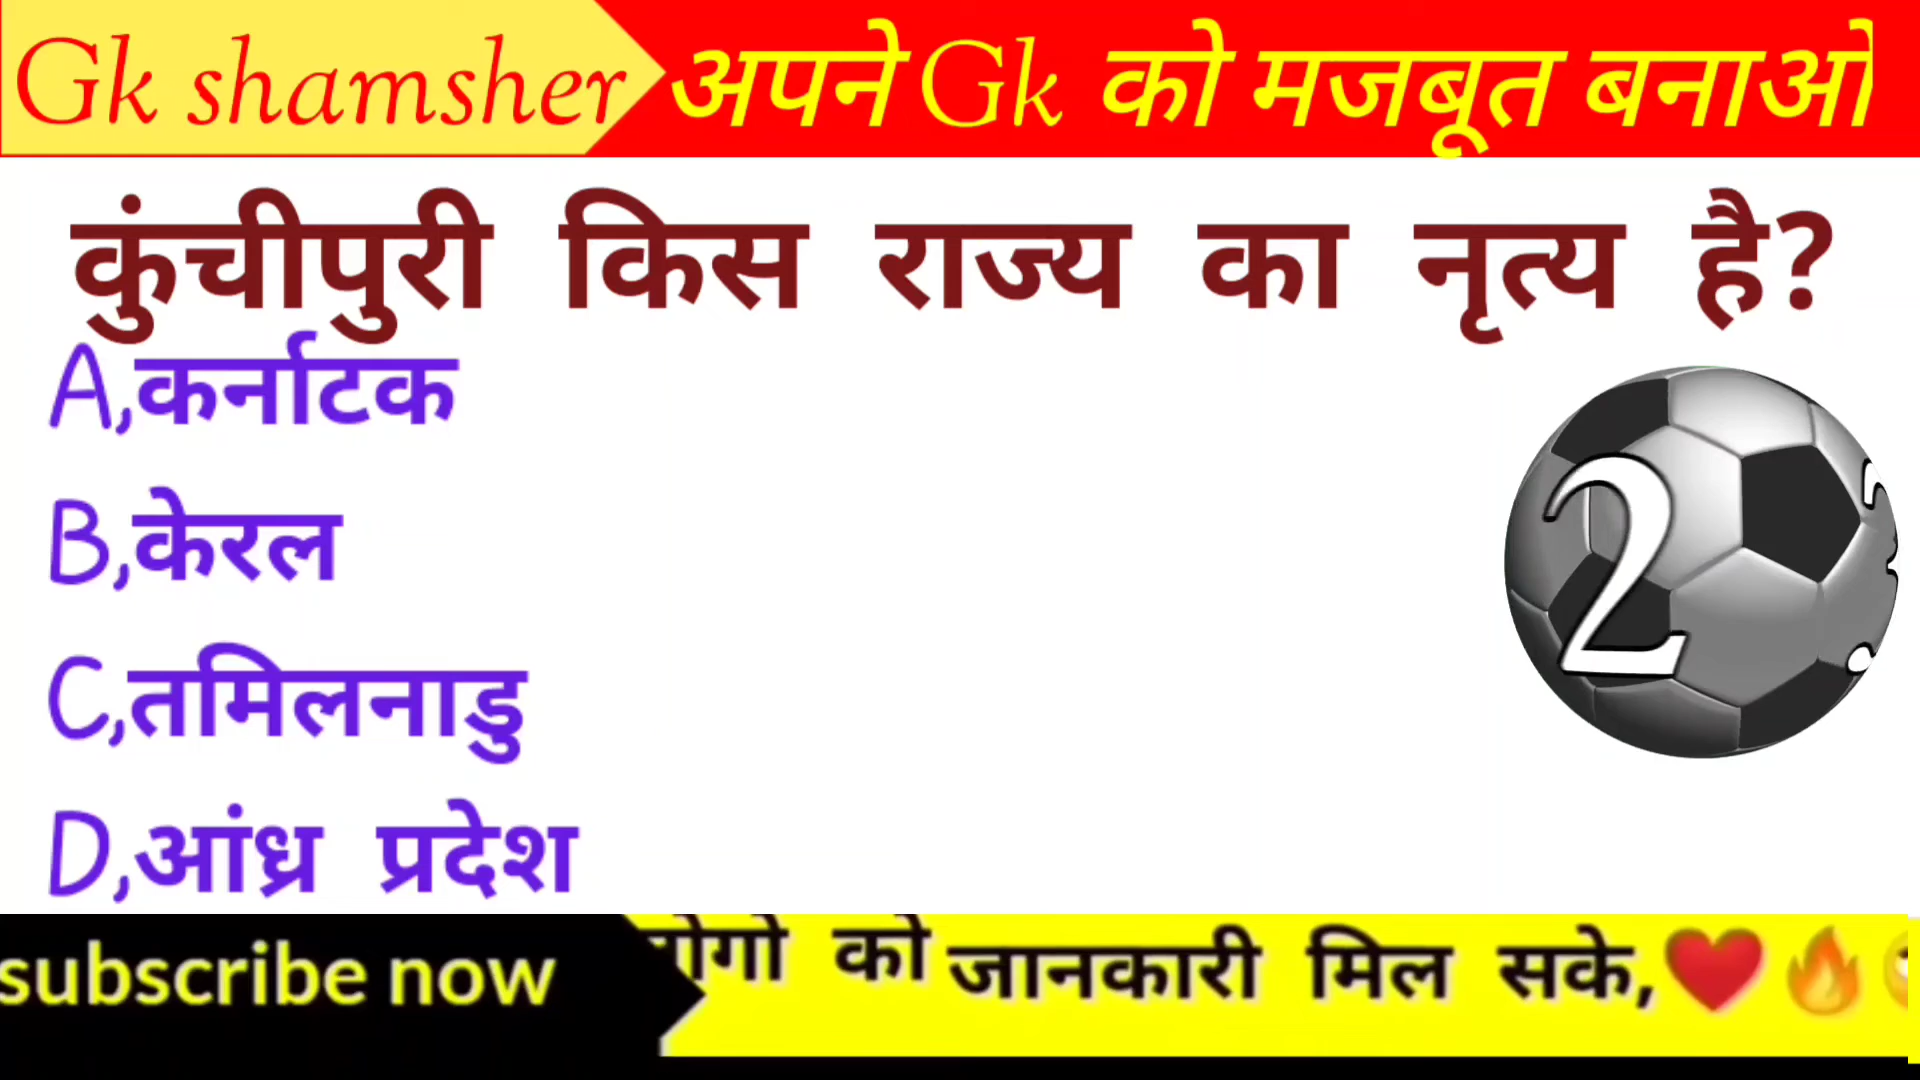 Gk shamsher अपने Gk को मजबूत बनाओ
कुंचीपुरी किस राज्य का नृत्य है?
A,कर्नाटक
B,केरल
C,तमिलनाडु
D,आंध्र प्रदेश
2
subscribe now को जानकारी मिल सके,❤️🔥